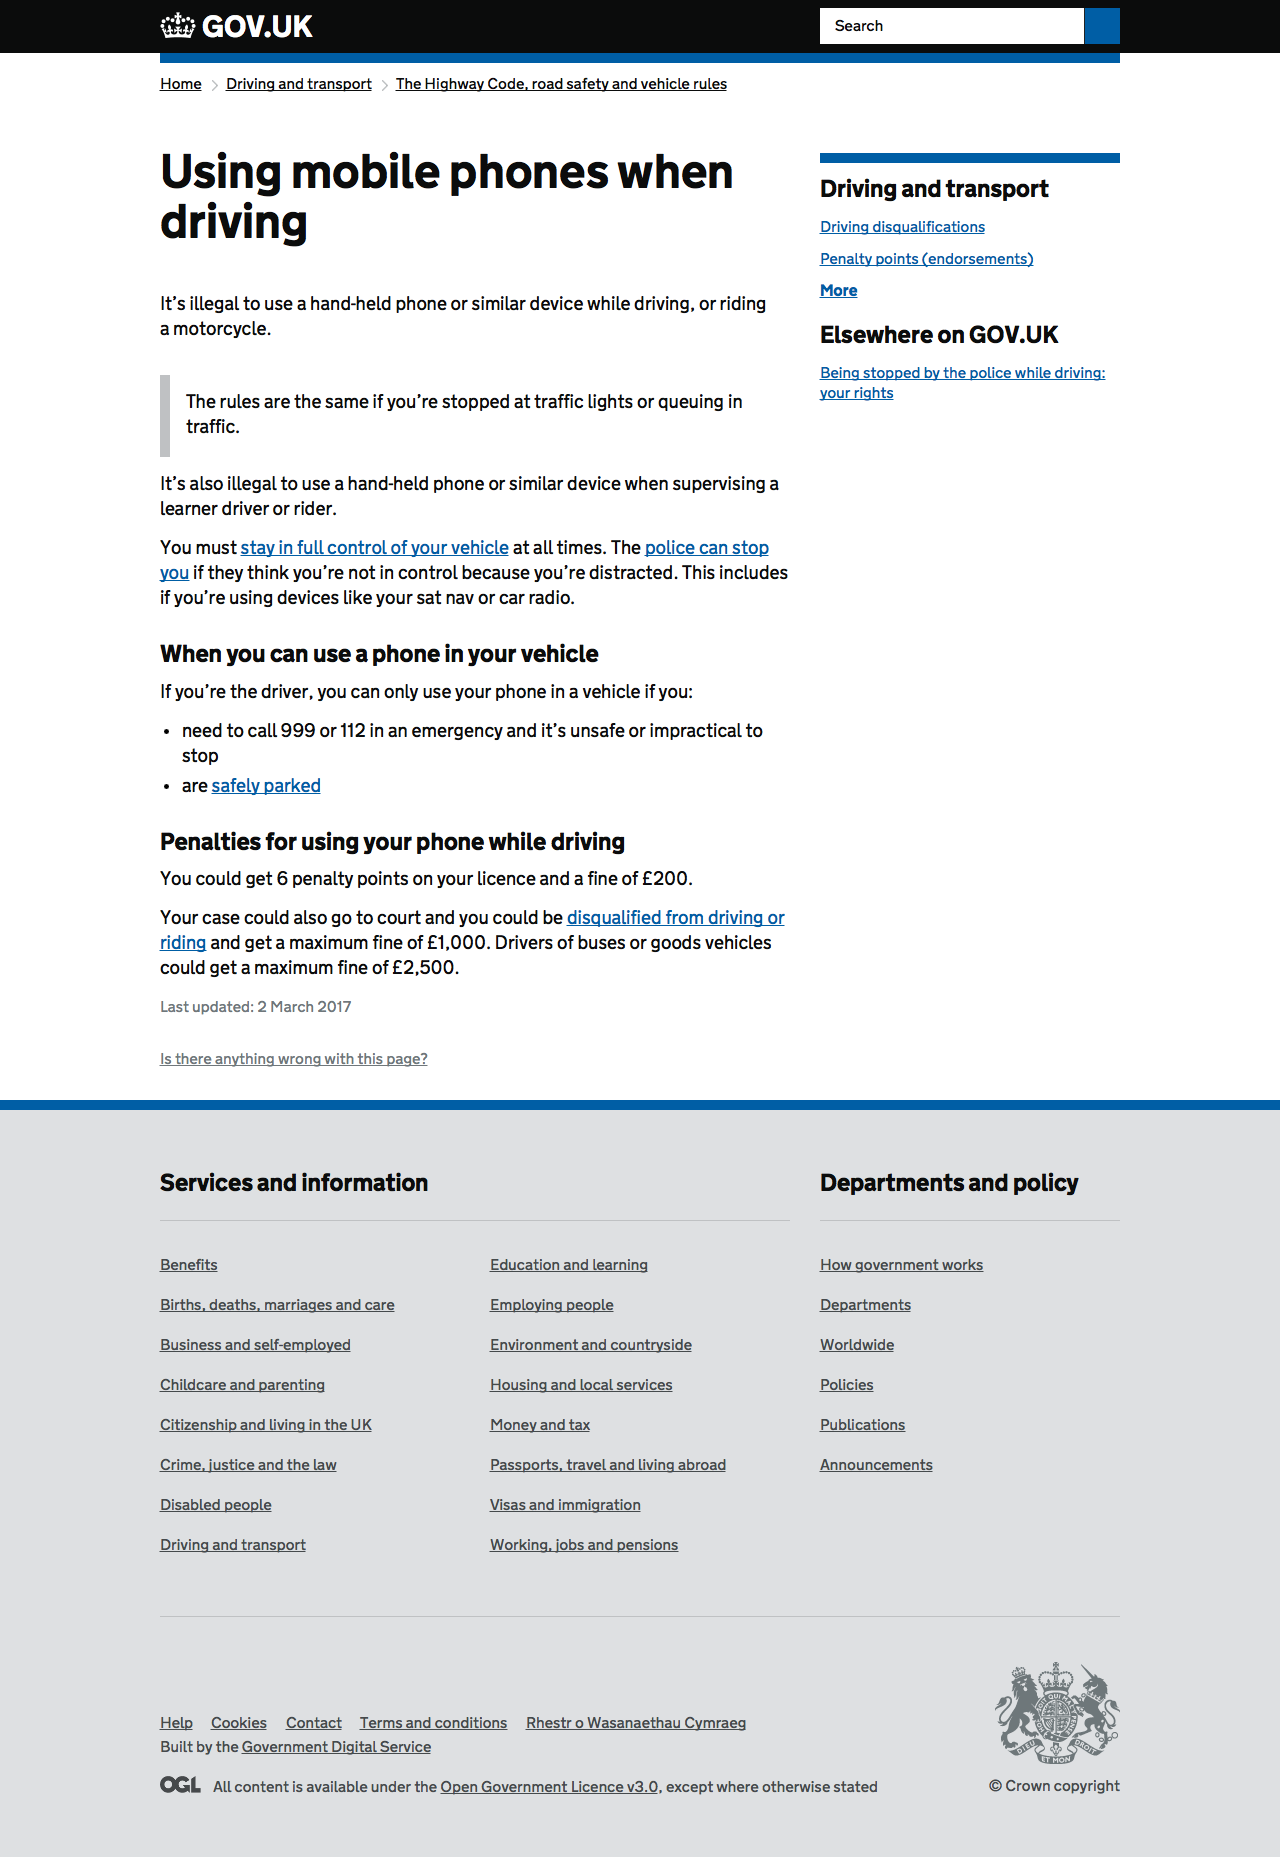 GOV.UK
Search
Home
Driving and transport
The Highway Code, road safety and vehicle rules
Using mobile phones when
driving
It’s illegal to use a hand-held phone or similar device while driving, or riding
a motorcycle.
The rules are the same if you’re stopped at traffic lights or queuing in
traffic.
It’s also illegal to use a hand-held phone or similar device when supervising a
learner driver or rider.
You must stay in full control of your vehicle at all times. The police can stop
you if they think you’re not in control because you’re distracted. This includes
if you’re using devices like your sat nav or car radio.
When you can use a phone in your vehicle
If you’re the driver, you can only use your phone in a vehicle if you:
• need to call 999 or 112 in an emergency and it’s unsafe or impractical to
stop
• are safely parked
Penalties for using your phone while driving
You could get 6 penalty points on your licence and a fine of £200.
Your case could also go to court and you could be disqualified from driving or
riding and get a maximum fine of £1,000. Drivers of buses or goods vehicles
could get a maximum fine of £2,500.
Last updated: 2 March 2017
Is there anything wrong with this page?
Driving and transport
Driving disqualifications
Penalty points (endorsements)
More
Elsewhere on GOV.UK
Being stopped by the police while driving:
your rights
Services and information
Benefits
Births, deaths, marriages and care
Business and self-employed
Childcare and parenting
Citizenship and living in the UK
Crime, justice and the law
Disabled people
Driving and transport
Education and learning
Employing people
Environment and countryside
Housing and local services
Money and tax
Passports, travel and living abroad
Visas and immigration
Working, jobs and pensions
Departments and policy
How government works
Departments
Worldwide
Policies
Publications
Announcements
Help Cookies Contact Terms and conditions Rhestr o Wasanaethau Cymraeg
Built by the Government Digital Service
OGL All content is available under the Open Government Licence v3.0, except where otherwise stated
DIEU ET MON DROIT
© Crown copyright